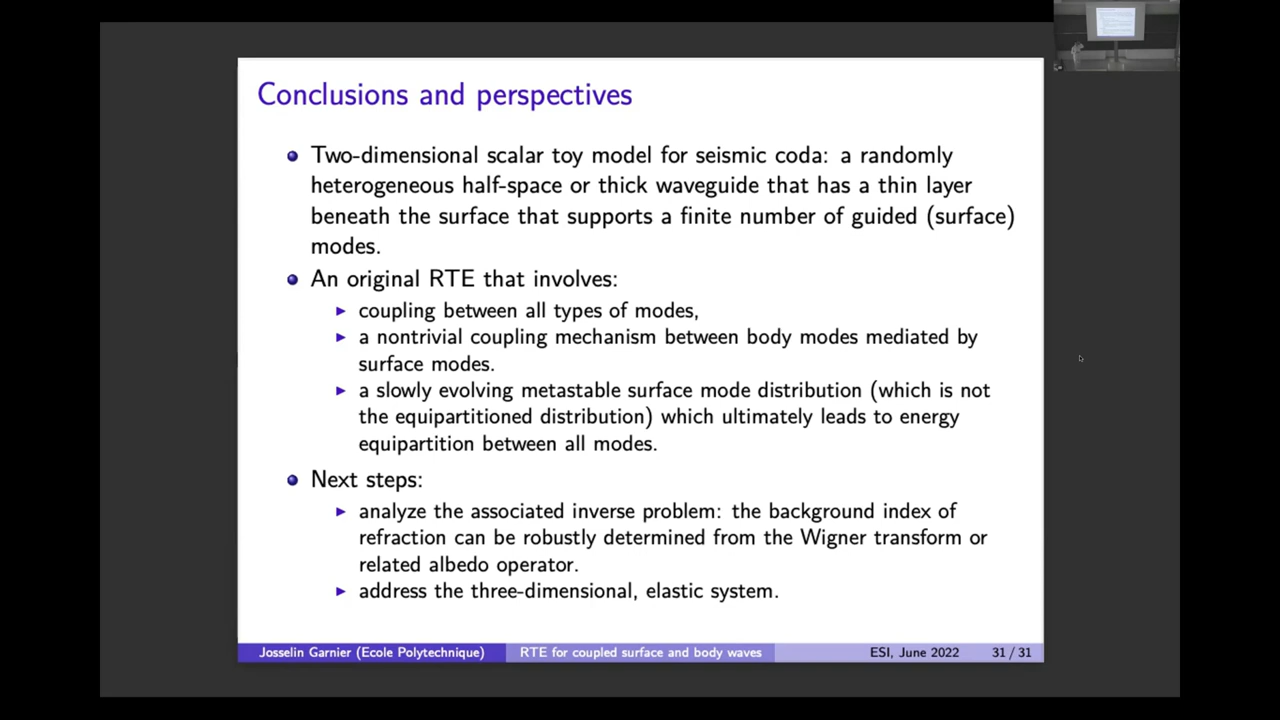 Conclusions and perspectives
Two-dimensional scalar toy model for seismic coda: a randomly
heterogeneous half-space or thick waveguide that has a thin layer
beneath the surface that supports a finite number of guided (surface)
modes.
An original RTE that involves:
coupling between all types of modes,
a nontrivial coupling mechanism between body modes mediated by
surface modes.
a slowly evolving metastable surface mode distribution (which is not
the equipartitioned distribution) which ultimately leads to energy
equipartition between all modes.
Next steps:
analyze the associated inverse problem: the background index of
refraction can be robustly determined from the Wigner transform or
related albedo operator.
address the three-dimensional, elastic system.
Josselin Garnier (Ecole Polytechnique) RTE for coupled surface and body waves ESI, June 2022 31 / 31